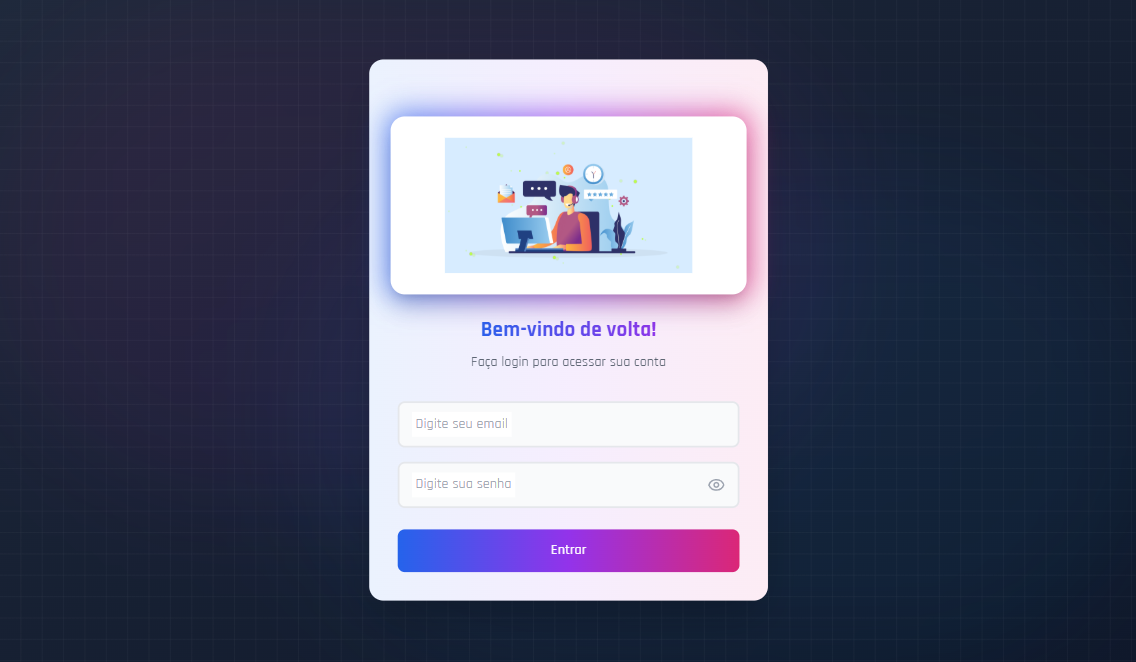 Bem-vindo de volta!
Faça login para acessar sua conta
Digite seu email
Digite sua senha
Entrar